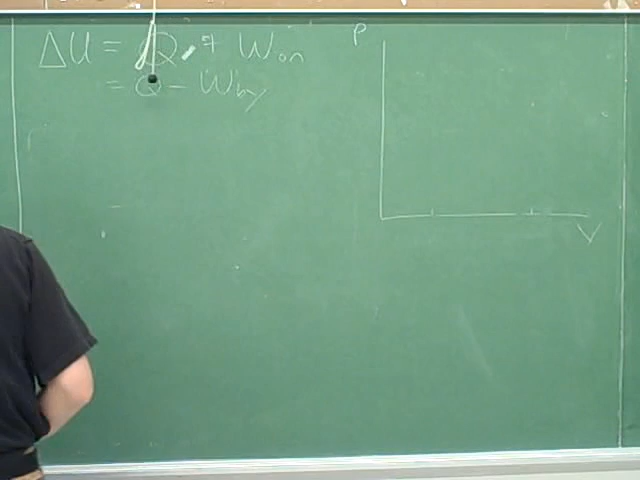 ΔU = Q + Won
= Q - Wby
P
V